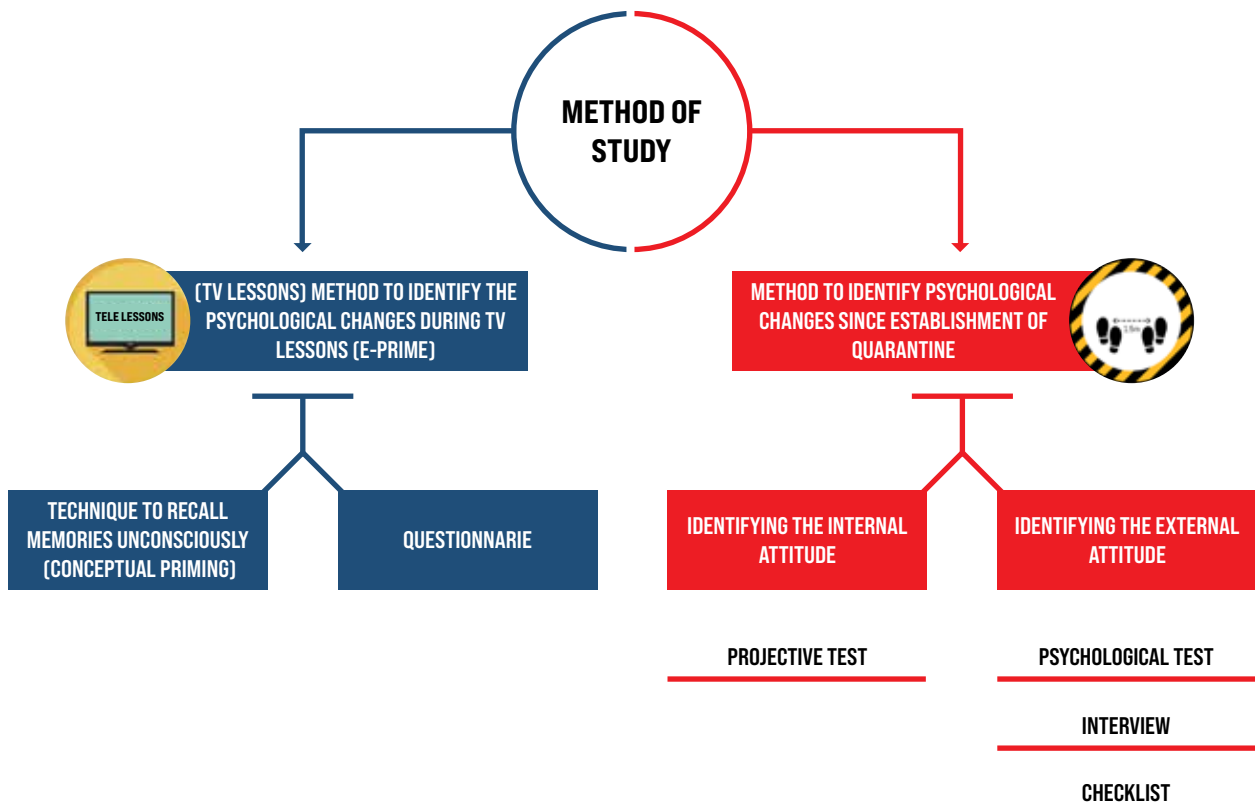 METHOD OF
STUDY
TELE LESSONS
(TV LESSONS) METHOD TO IDENTIFY THE
PSYCHOLOGICAL CHANGES DURING TV
LESSONS (E-PRIME)
METHOD TO IDENTIFY PSYCHOLOGICAL
CHANGES SINCE ESTABLISHMENT OF
QUARANTINE
1.5m
TECHNIQUE TO RECALL
MEMORIES UNCONSCIOUSLY
(CONCEPTUAL PRIMING)
QUESTIONNARIE
IDENTIFYING THE INTERNAL
ATTITUDE
IDENTIFYING THE EXTERNAL
ATTITUDE
PROJECTIVE TEST
PSYCHOLOGICAL TEST
INTERVIEW
CHECKLIST